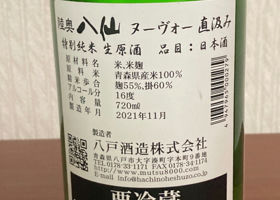 陸奥八仙 ヌーヴォー 直汲み
特別純米 生原酒 品目：日本酒
原材料名 米、米麹
原料米 青森県産米100％
精米歩合 麹55％、掛60％
アルコール分 16度
内容量 720ml
製造年月 2021年11月
製造者
八戸酒造株式会社
青森県八戸市大字湊町字本町9番地
TEL 0178-33-1171 FAX 0178-34-1174
http://www.mutsu8000.com
E-mail info@hachinoheshuzo.co.jp
要冷蔵
4947965000275